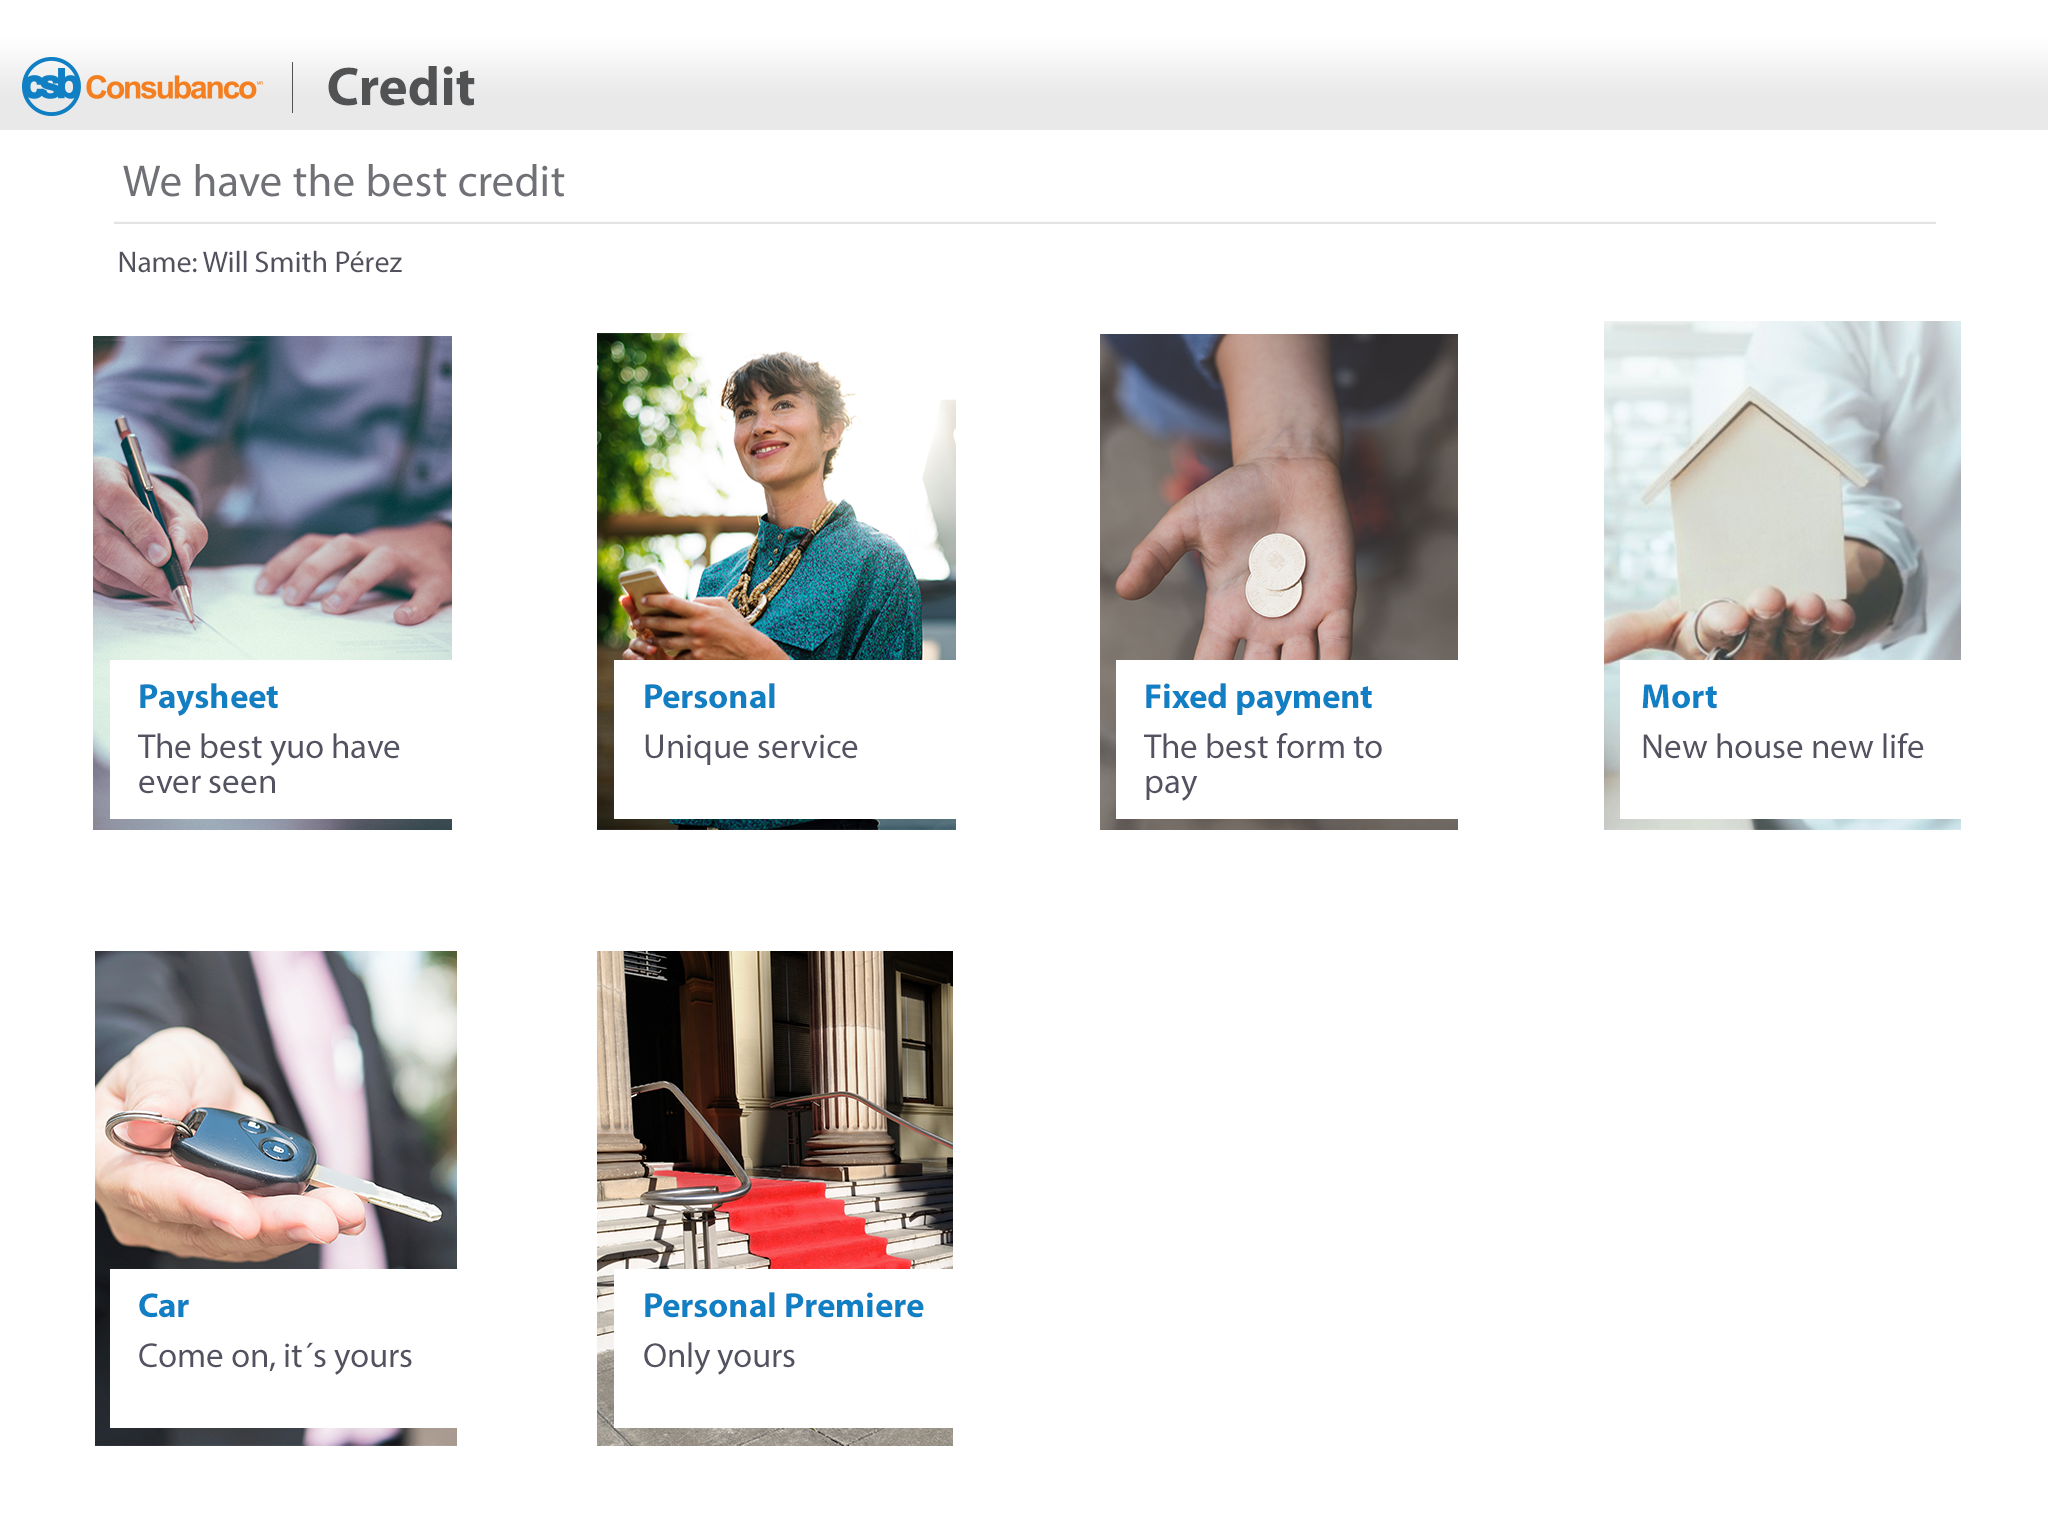 csb Consubanco
Credit
We have the best credit
Name: Will Smith Pérez
Paysheet
The best yuo have
ever seen
Personal
Unique service
Fixed payment
The best form to
pay
Mort
New house new life
Car
Come on, it´s yours
Personal Premiere
Only yours